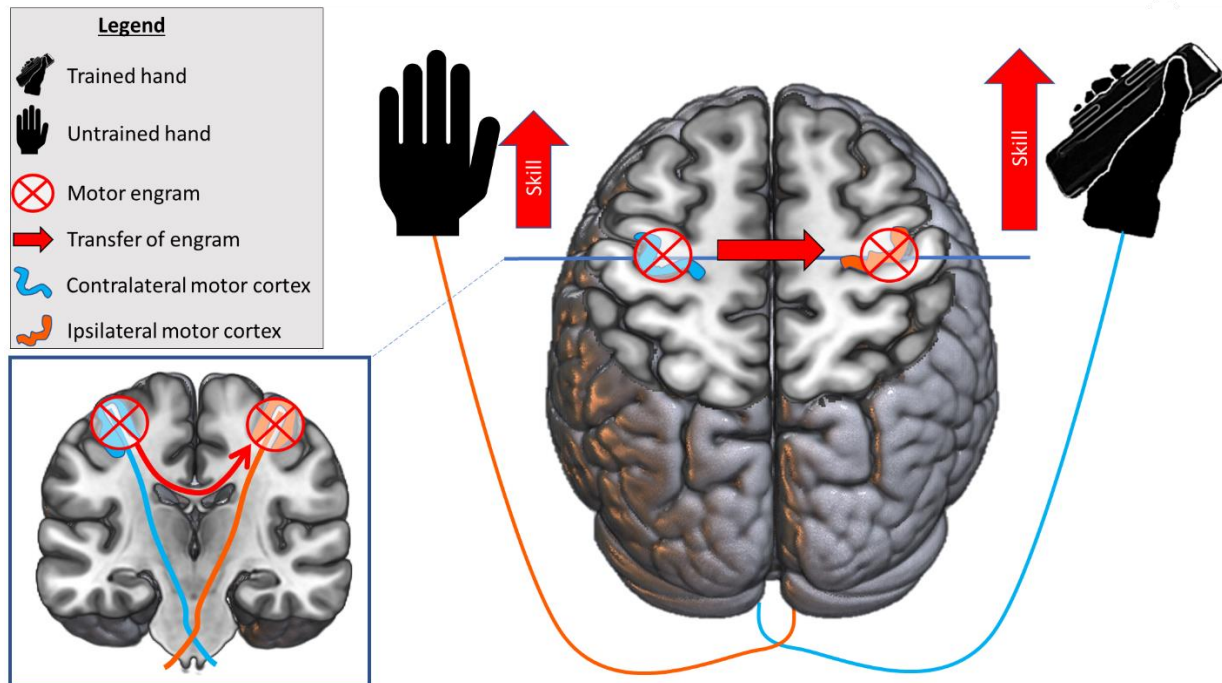 Legend
Trained hand
Untrained hand
Motor engram
Transfer of engram
Contralateral motor cortex
Ipsilateral motor cortex
Skill
Skill